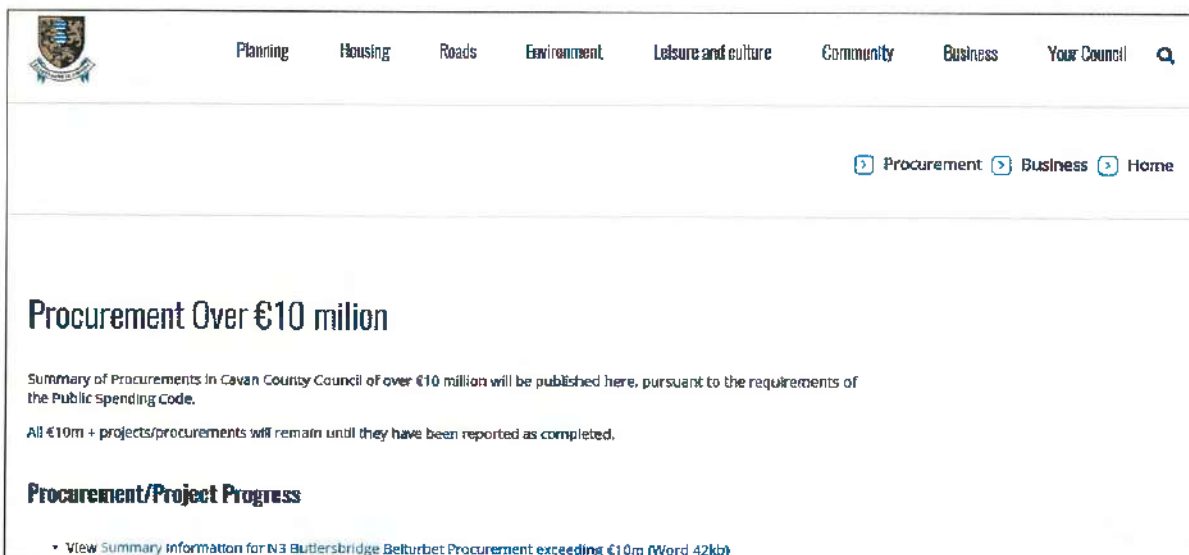 Planning Housing Roads Environment Leisure and culture Community Business Your Council
Procurement Business Home
Procurement Over €10 milion
Summary of Procurements in Cavan County Council of over €10 million will be published here, pursuant to the requirements of
the Public Spending Code.
All €10m + projects/procurements will remain until they have been reported as completed.
Procurement/Project Progress
• View Summary Information for N3 Buttersbridge Belturbet Procurement exceeding €10m (Word 42kb)